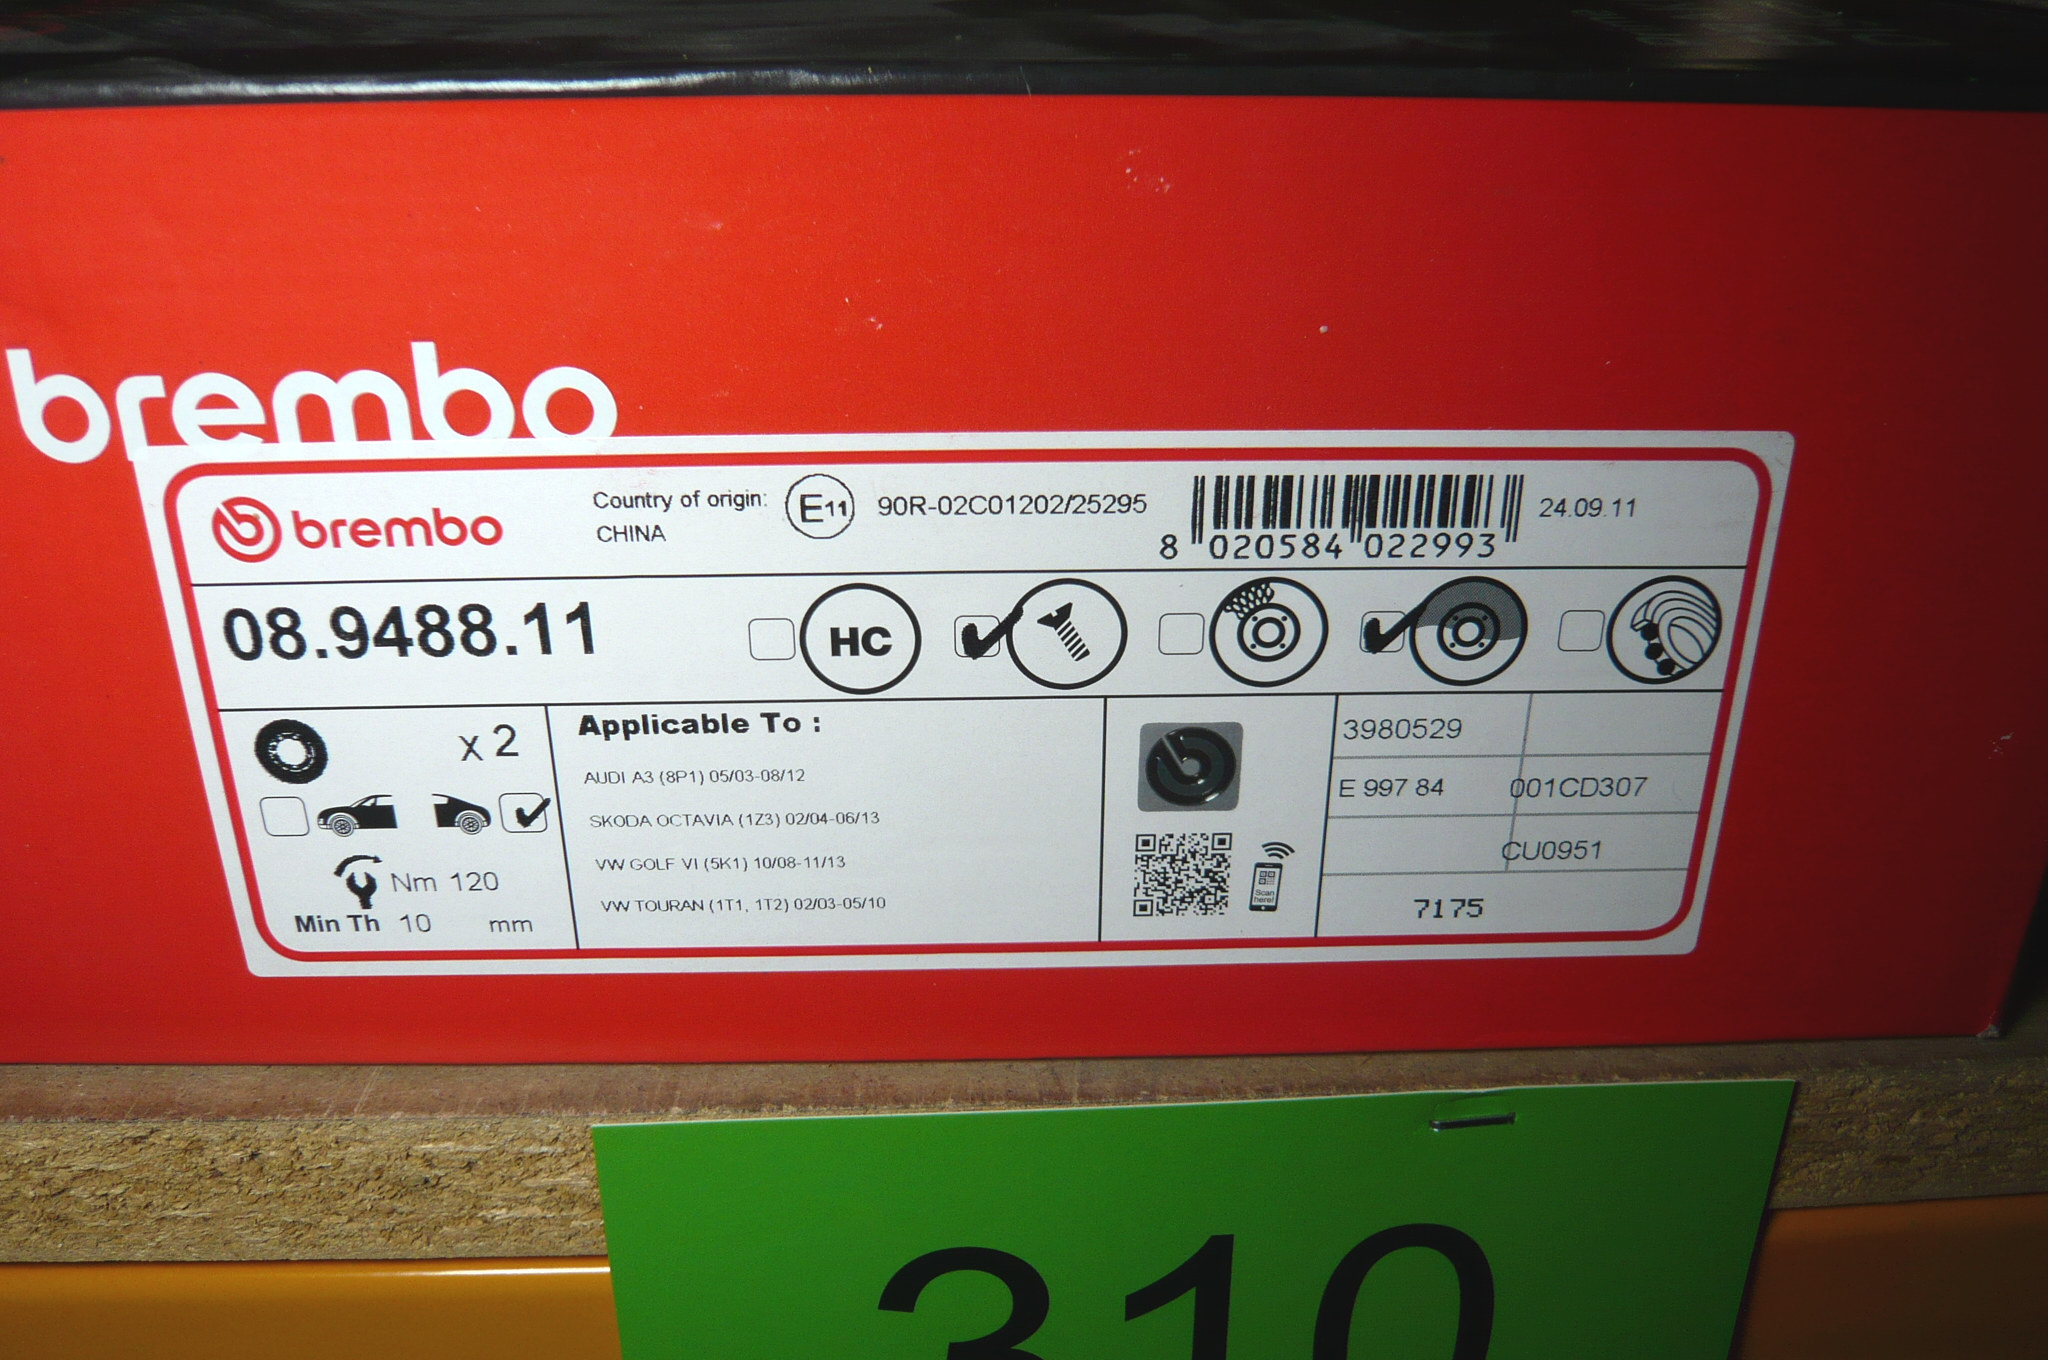 brembo
brembo
Country of origin:
CHINA
E11
90R-02C01202/25295
8 020584 022993
24.09.11
08.9488.11
HC
x 2
Nm 120
Min Th 10 mm
Applicable To :
AUDI A3 (8P1) 05/03-08/12
SKODA OCTAVIA (1Z3) 02/04-06/13
VW GOLF VI (5K1) 10/08-11/13
VW TOURAN (1T1, 1T2) 02/03-05/10
Scan
here!
3980529
E 997 84 001CD307
CU0951
7175
310